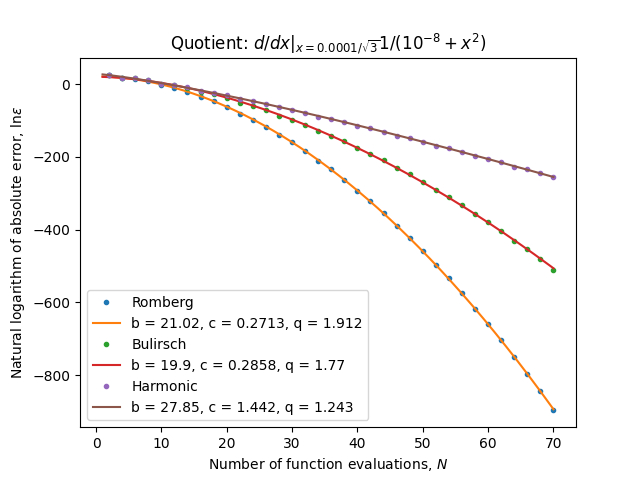 Quotient: d/dx|ₓ₌₀.₀₀₀₁/√₃1/(10⁻⁸ + x²)
Natural logarithm of absolute error, lnε
0
−200
−400
−600
−800
Romberg
b = 21.02, c = 0.2713, q = 1.912
Bulirsch
b = 19.9, c = 0.2858, q = 1.77
Harmonic
b = 27.85, c = 1.442, q = 1.243
0 10 20 30 40 50 60 70
Number of function evaluations, N